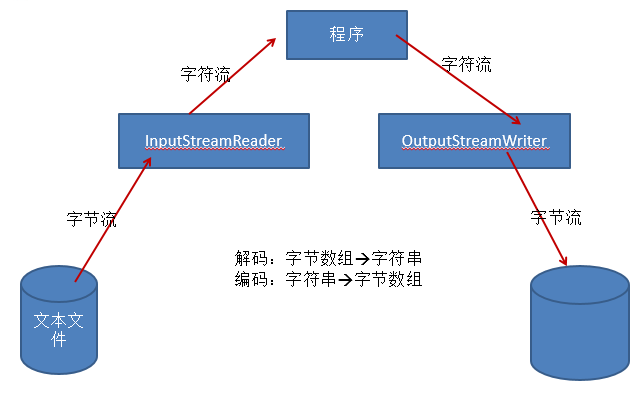 程序
字符流
字符流
InputStreamReader
OutputStreamWriter
字节流
字节流
解码：字节数组→字符串
编码：字符串→字节数组
文本文
件